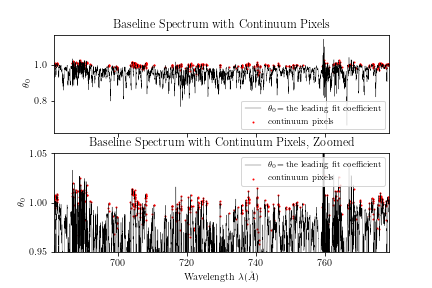 Baseline Spectrum with Continuum Pixels
1.0
0.8
θ₀
θ₀ = the leading fit coefficient
continuum pixels
Baseline Spectrum with Continuum Pixels, Zoomed
1.05
1.00
0.95
θ₀
θ₀ = the leading fit coefficient
continuum pixels
700 720 740 760
Wavelength λ(Å)